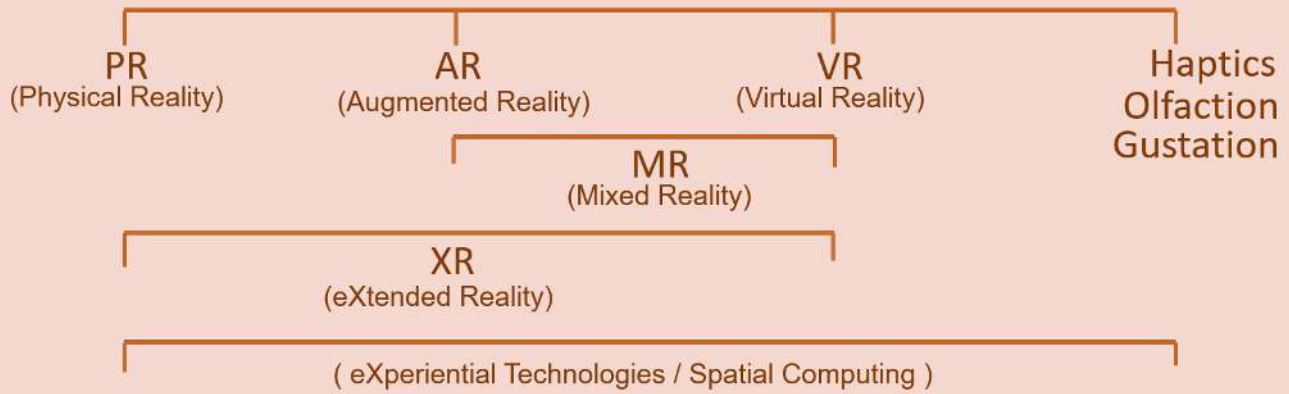 PR
(Physical Reality)
AR
(Augmented Reality)
VR
(Virtual Reality)
Haptics
Olfaction
Gustation
MR
(Mixed Reality)
XR
(eXtended Reality)
( eXperiential Technologies / Spatial Computing )